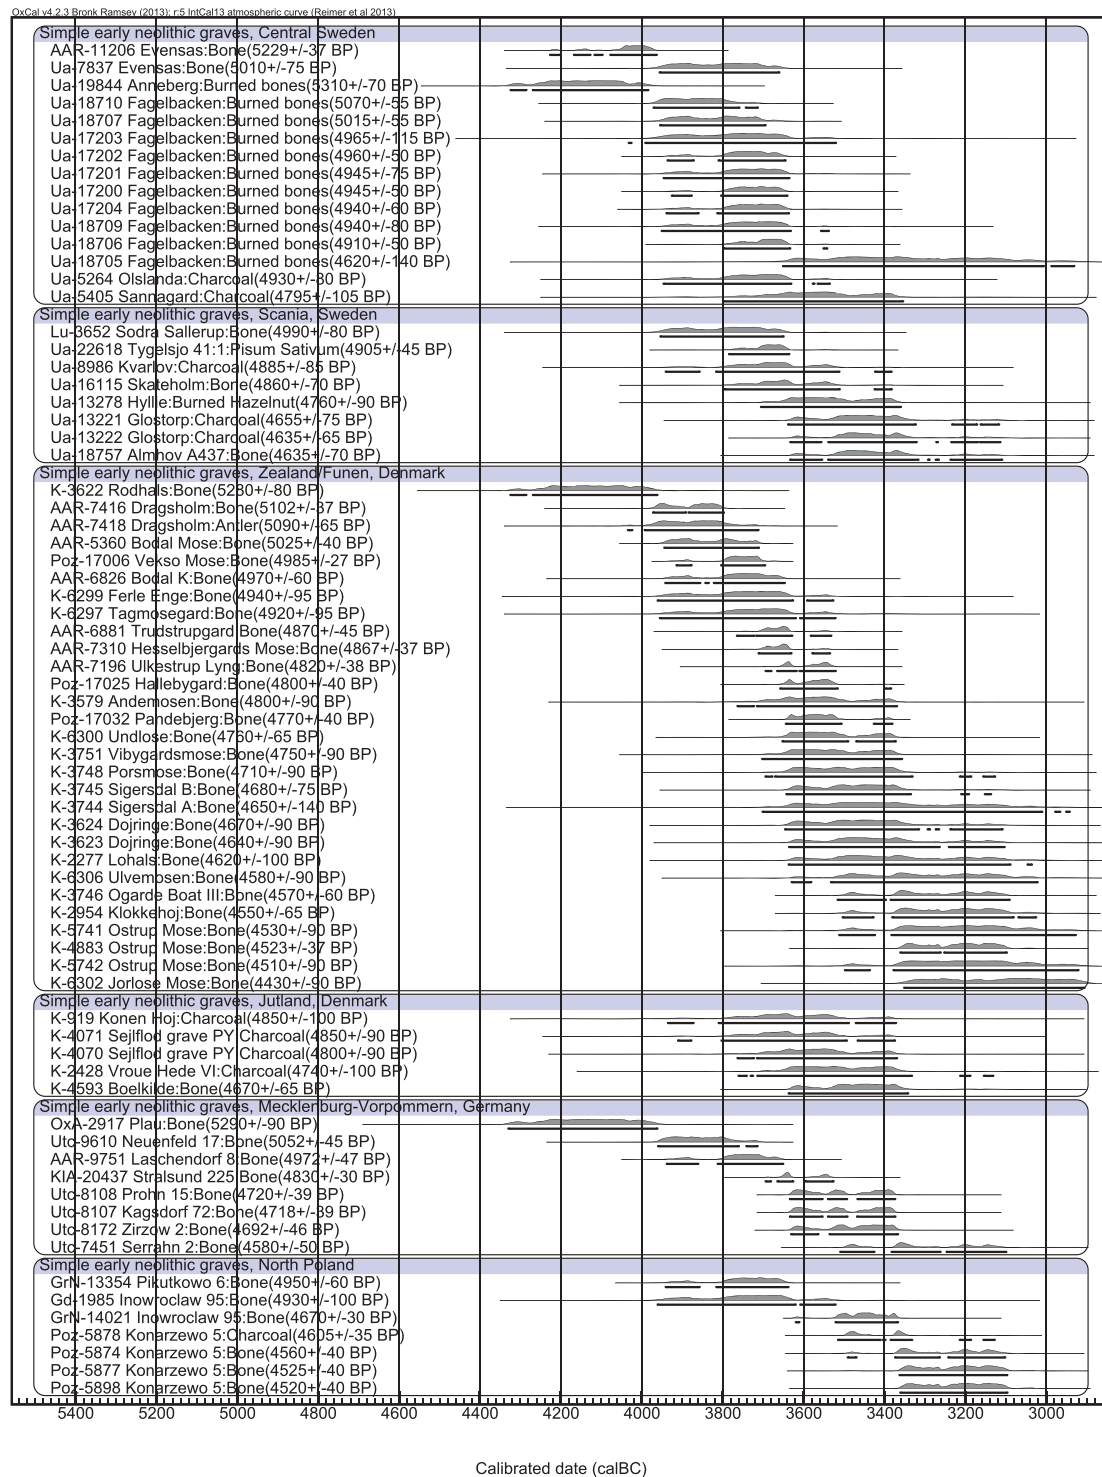 OxCal v4.2.3 Bronk Ramsey (2013); r:5 IntCal13 atmospheric curve (Reimer et al 2013)
Simple early neolithic graves, Central Sweden
AAR-11206 Evensas:Bone(5229+/-37 BP)
Ua-7837 Evensas:Bone(5010+/-75 BP)
Ua-19844 Anneberg:Burned bones(5310+/-70 BP)
Ua-18710 Fagelbacken:Burned bones(5070+/-55 BP)
Ua-18707 Fagelbacken:Burned bones(5015+/-55 BP)
Ua-17203 Fagelbacken:Burned bones(4965+/-115 BP)
Ua-17202 Fagelbacken:Burned bones(4960+/-50 BP)
Ua-17201 Fagelbacken:Burned bones(4945+/-75 BP)
Ua-17200 Fagelbacken:Burned bones(4945+/-50 BP)
Ua-17204 Fagelbacken:Burned bones(4940+/-60 BP)
Ua-18709 Fagelbacken:Burned bones(4940+/-80 BP)
Ua-18706 Fagelbacken:Burned bones(4910+/-50 BP)
Ua-18705 Fagelbacken:Burned bones(4620+/-140 BP)
Ua-5264 Olslanda:Charcoal(4930+/-80 BP)
Ua-5405 Sannagard:Charcoal(4795+/-105 BP)
Simple early neolithic graves, Scania, Sweden
Lu-3652 Sodra Sallerup:Bone(4990+/-80 BP)
Ua-22618 Tygelsjo 41:1:Pisum Sativum(4905+/-45 BP)
Ua-8986 Kvarlov:Charcoal(4885+/-85 BP)
Ua-16115 Skateholm:Bone(4860+/-70 BP)
Ua-13278 Hyllie:Burned Hazelnut(4760+/-90 BP)
Ua-13221 Glostorp:Charcoal(4655+/-75 BP)
Ua-13222 Glostorp:Charcoal(4635+/-65 BP)
Ua-18757 Almhov A437:Bone(4635+/-70 BP)
Simple early neolithic graves, Zealand/Funen, Denmark
K-3622 Rodhals:Bone(5280+/-80 BP)
AAR-7416 Dragsholm:Bone(5102+/-37 BP)
AAR-7418 Dragsholm:Antler(5090+/-65 BP)
AAR-5360 Bodal Mose:Bone(5025+/-40 BP)
Poz-17006 Vekso Mose:Bone(4985+/-27 BP)
AAR-6826 Bodal K:Bone(4970+/-60 BP)
K-6299 Ferle Enge:Bone(4940+/-95 BP)
K-6297 Tagmosegard:Bone(4920+/-95 BP)
AAR-6881 Trudstrupgard Bone(4870+/-45 BP)
AAR-7310 Hesselbjergards Mose:Bone(4867+/-37 BP)
AAR-7196 Ulkestrup Lyng:Bone(4820+/-38 BP)
Poz-17025 Hallebygard:Bone(4800+/-40 BP)
K-3579 Andemosen:Bone(4800+/-90 BP)
Poz-17032 Pandebjerg:Bone(4770+/-40 BP)
K-6300 Undlose:Bone(4760+/-65 BP)
K-3751 Vibygardsmose:Bone(4750+/-90 BP)
K-3748 Porsmose:Bone(4710+/-90 BP)
K-3745 Sigersdal B:Bone(4680+/-75 BP)
K-3744 Sigersdal A:Bone(4650+/-140 BP)
K-3624 Dojringe:Bone(4670+/-90 BP)
K-3623 Dojringe:Bone(4640+/-90 BP)
K-2277 Lohals:Bone(4620+/-100 BP)
K-6306 Ulvemosen:Bone(4580+/-90 BP)
K-3746 Ogarde Boat III:Bone(4570+/-60 BP)
K-2954 Klokkehoj:Bone(4550+/-65 BP)
K-5741 Ostrup Mose:Bone(4530+/-90 BP)
K-4883 Ostrup Mose:Bone(4523+/-37 BP)
K-5742 Ostrup Mose:Bone(4510+/-90 BP)
K-6302 Jorlose Mose:Bone(4430+/-90 BP)
Simple early neolithic graves, Jutland, Denmark
K-919 Konen Hoj:Charcoal(4850+/-100 BP)
K-4071 Sejlflod grave PY Charcoal(4850+/-90 BP)
K-4070 Sejlflod grave PY Charcoal(4800+/-90 BP)
K-2428 Vroue Hede VI:Charcoal(4740+/-100 BP)
K-4593 Boelkilde:Bone(4670+/-65 BP)
Simple early neolithic graves, Mecklenburg-Vorpommern, Germany
OxA-2917 Plau:Bone(5290+/-90 BP)
Utc-9610 Neuenfeld 17:Bone(5052+/-45 BP)
AAR-9751 Laschendorf 8:Bone(4972+/-47 BP)
KIA-20437 Stralsund 225 Bone(4830+/-30 BP)
Utc-8108 Prohn 15:Bone(4720+/-39 BP)
Utc-8107 Kagsdorf 72:Bone(4718+/-39 BP)
Utc-8172 Zirzow 2:Bone(4692+/-46 BP)
Utc-7451 Serrahn 2:Bone(4580+/-50 BP)
Simple early neolithic graves, North Poland
GrN-13354 Pikutkowo 6:Bone(4950+/-60 BP)
Gd-1985 Inowroclaw 95:Bone(4930+/-100 BP)
GrN-14021 Inowroclaw 95:Bone(4670+/-30 BP)
Poz-5878 Konarzewo 5:Charcoal(4605+/-35 BP)
Poz-5874 Konarzewo 5:Bone(4560+/-40 BP)
Poz-5877 Konarzewo 5:Bone(4525+/-40 BP)
Poz-5898 Konarzewo 5:Bone(4520+/-40 BP)
5400 5200 5000 4800 4600 4400 4200 4000 3800 3600 3400 3200 3000
Calibrated date (calBC)